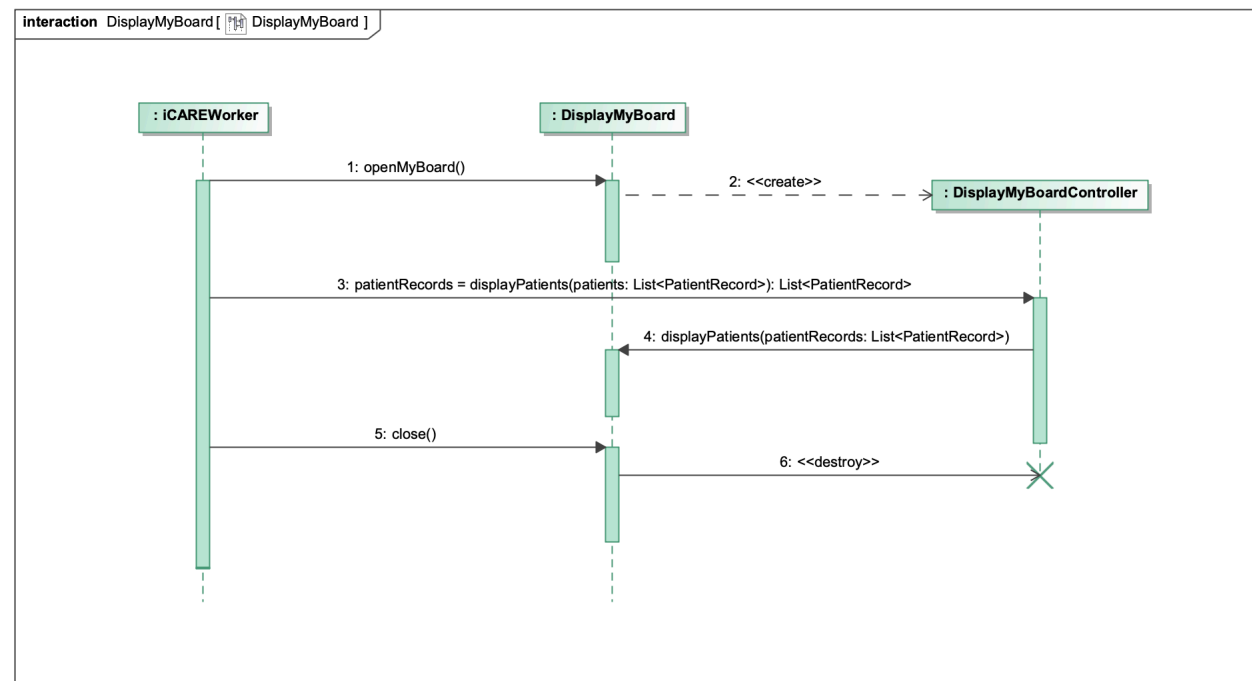 interaction DisplayMyBoard [ DisplayMyBoard ]
: iCAREWorker
: DisplayMyBoard
1: openMyBoard()
2: <<create>>
: DisplayMyBoardController
3: patientRecords = displayPatients(patients: List<PatientRecord>): List<PatientRecord>
4: displayPatients(patientRecords: List<PatientRecord>)
5: close()
6: <<destroy>>